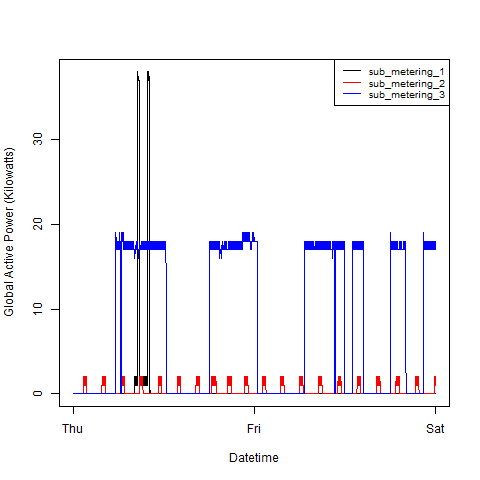 sub_metering_1
sub_metering_2
sub_metering_3
Global Active Power (Kilowatts)
30
20
10
0
Thu Fri Sat
Datetime